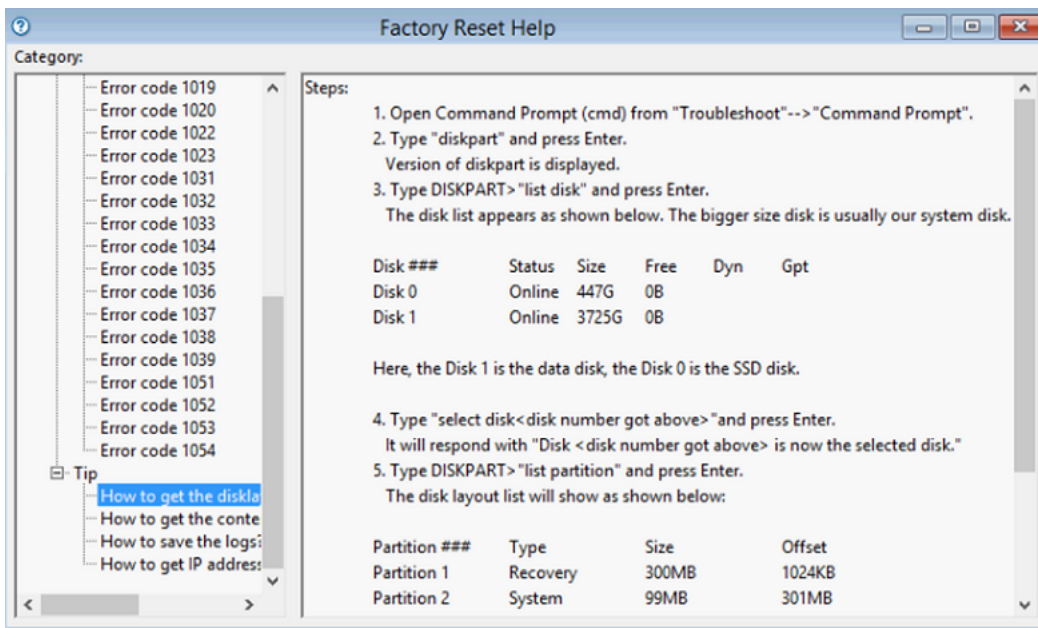 Factory Reset Help
Category:
Error code 1019
Error code 1020
Error code 1022
Error code 1023
Error code 1031
Error code 1032
Error code 1033
Error code 1034
Error code 1035
Error code 1036
Error code 1037
Error code 1038
Error code 1039
Error code 1051
Error code 1052
Error code 1053
Error code 1054
Tip
How to get the diskla
How to get the conte
How to save the logs?
How to get IP address
Steps:
1. Open Command Prompt (cmd) from "Troubleshoot"-->"Command Prompt".
2. Type "diskpart" and press Enter.
Version of diskpart is displayed.
3. Type DISKPART>"list disk" and press Enter.
The disk list appears as shown below. The bigger size disk is usually our system disk.
Disk ### Status Size Free Dyn Gpt
Disk 0 Online 447G 0B
Disk 1 Online 3725G 0B
Here, the Disk 1 is the data disk, the Disk 0 is the SSD disk.
4. Type "select disk<disk number got above>"and press Enter.
It will respond with "Disk <disk number got above> is now the selected disk."
5. Type DISKPART>"list partition" and press Enter.
The disk layout list will show as shown below:
Partition ### Type Size Offset
Partition 1 Recovery 300MB 1024KB
Partition 2 System 99MB 301MB